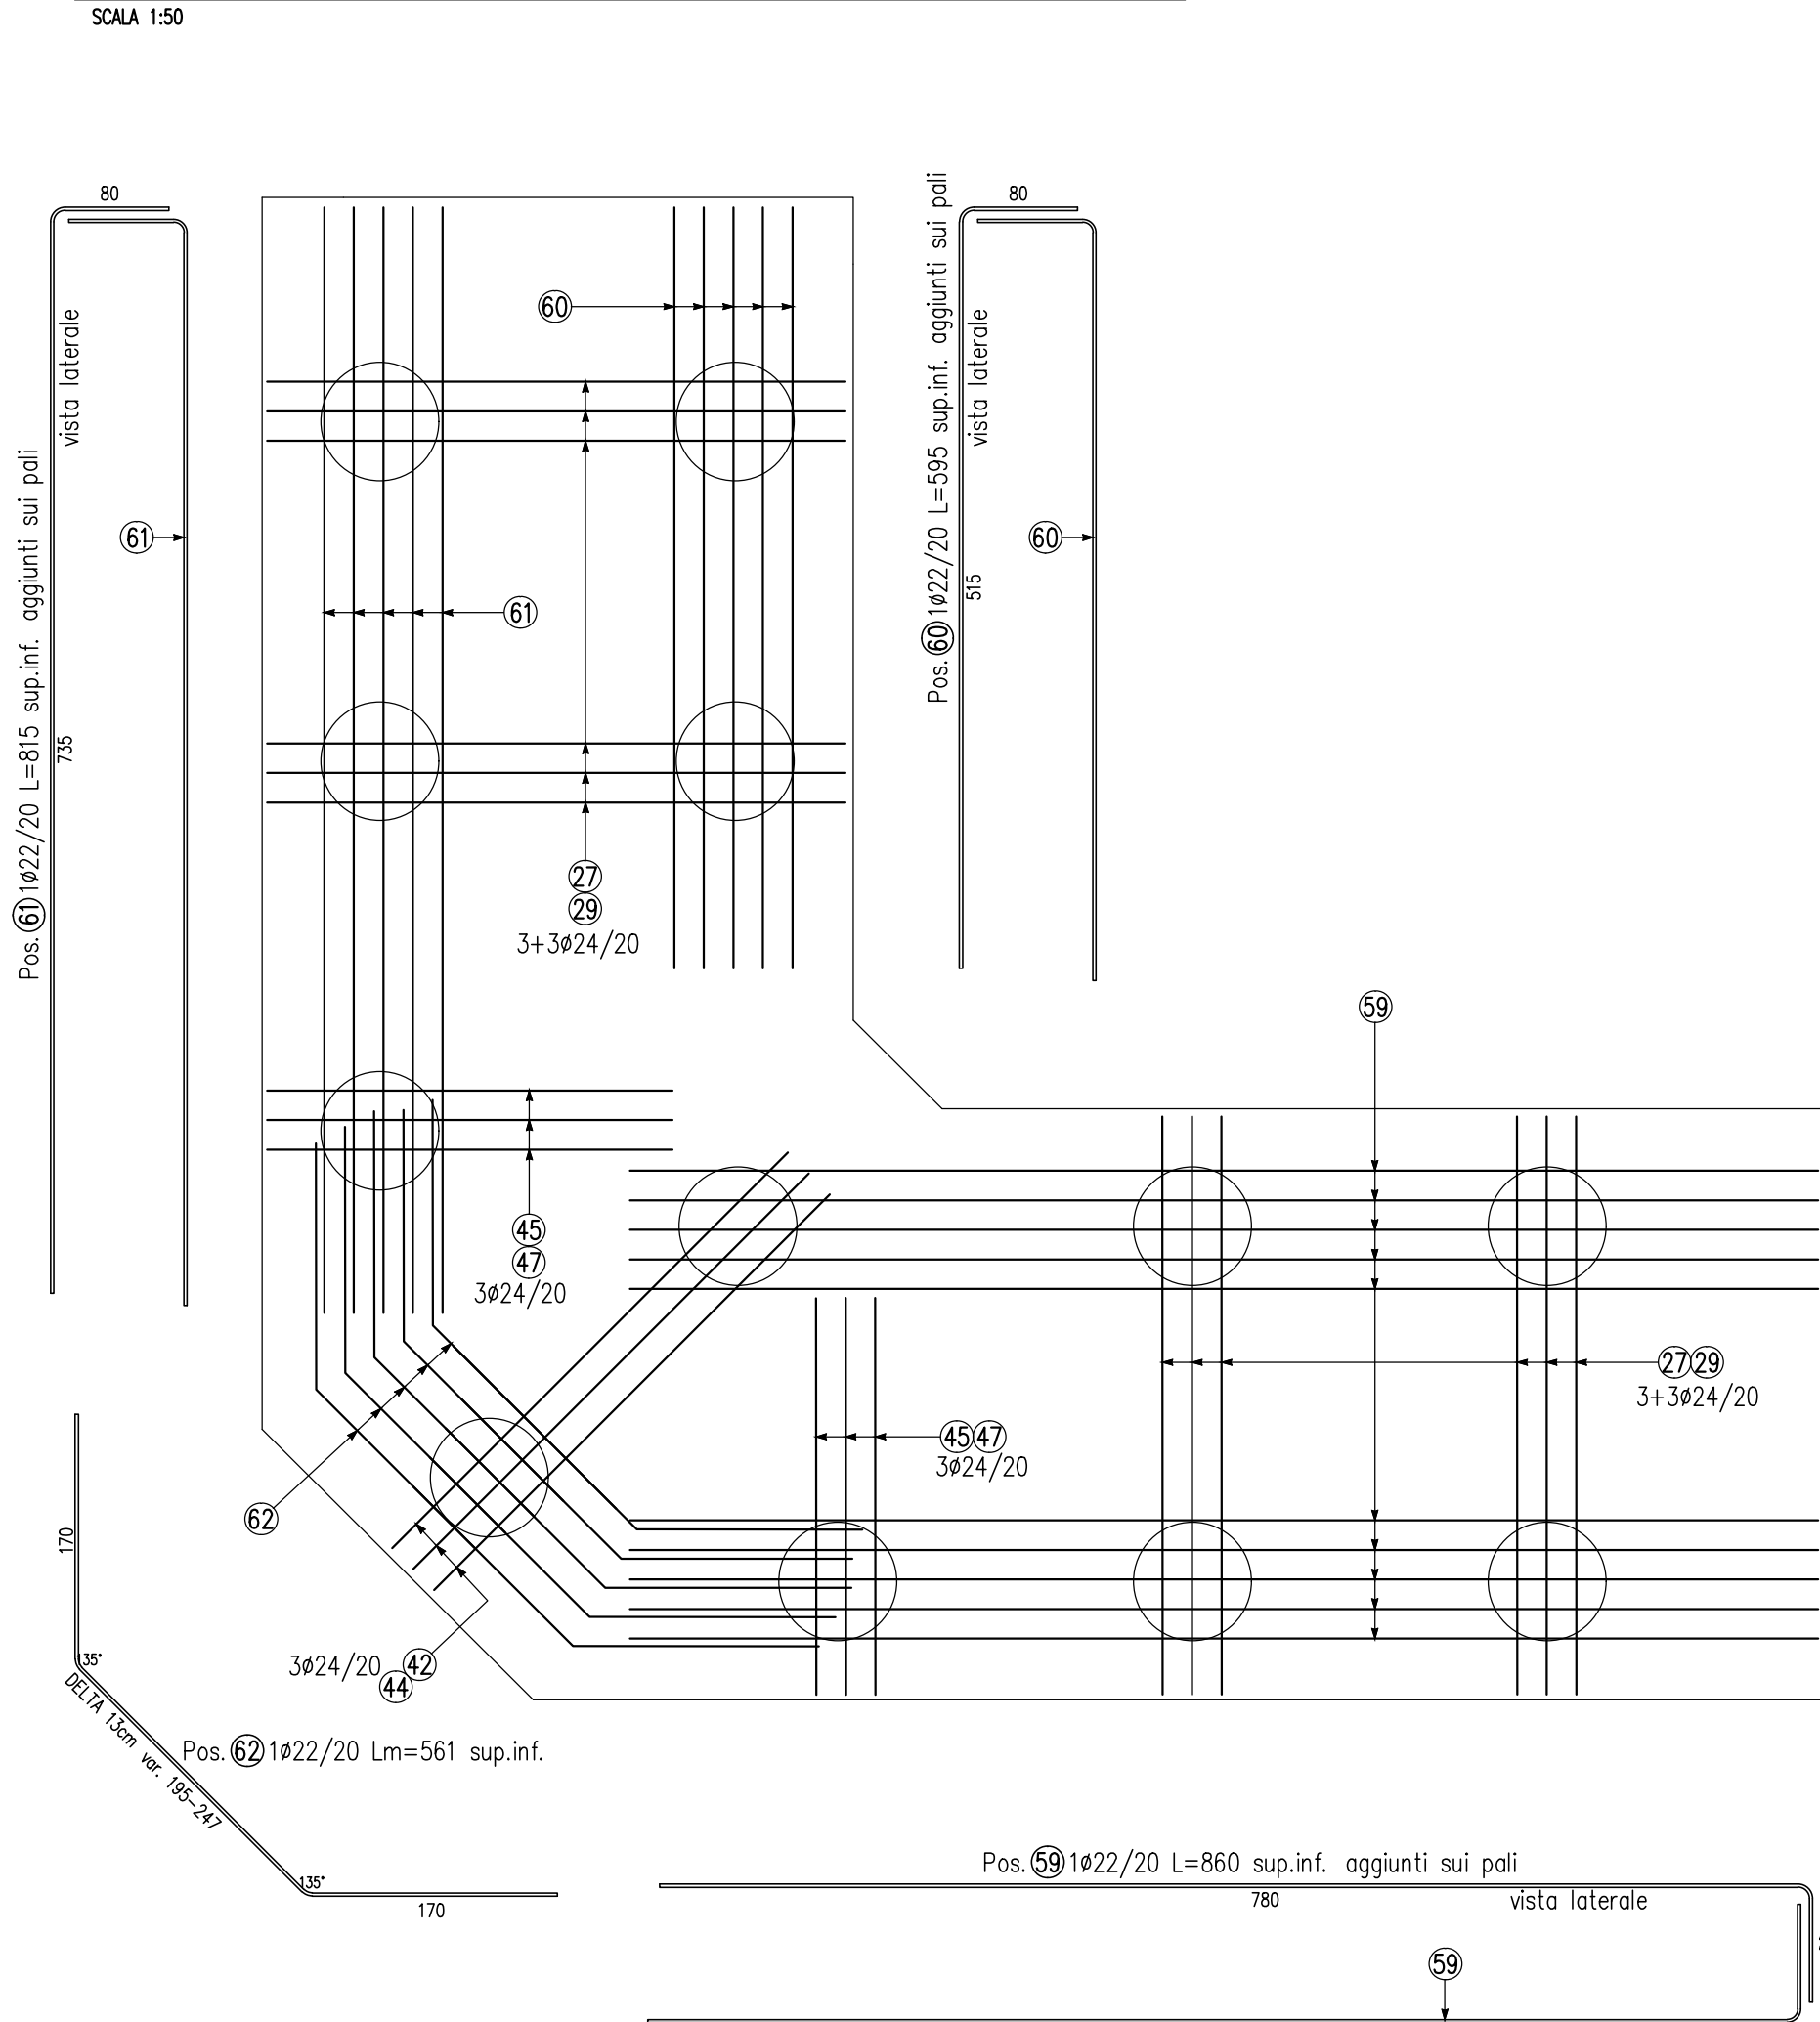 SCALA 1:50
80
vista laterale
61
Pos. 61 1ø22/20 L=815 sup.inf. aggiunti sui pali
735
60
61
27
29
3+3ø24/20
80
vista laterale
60
Pos. 60 1ø22/20 L=595 sup.inf. aggiunti sui pali
515
59
45
47
3ø24/20
27 29
3+3ø24/20
45 47
3ø24/20
62
3ø24/20 42
44
170
135°
DELTA 13cm var. 195-247
135°
170
Pos. 62 1ø22/20 Lm=561 sup.inf.
Pos. 59 1ø22/20 L=860 sup.inf. aggiunti sui pali
780
vista laterale
59